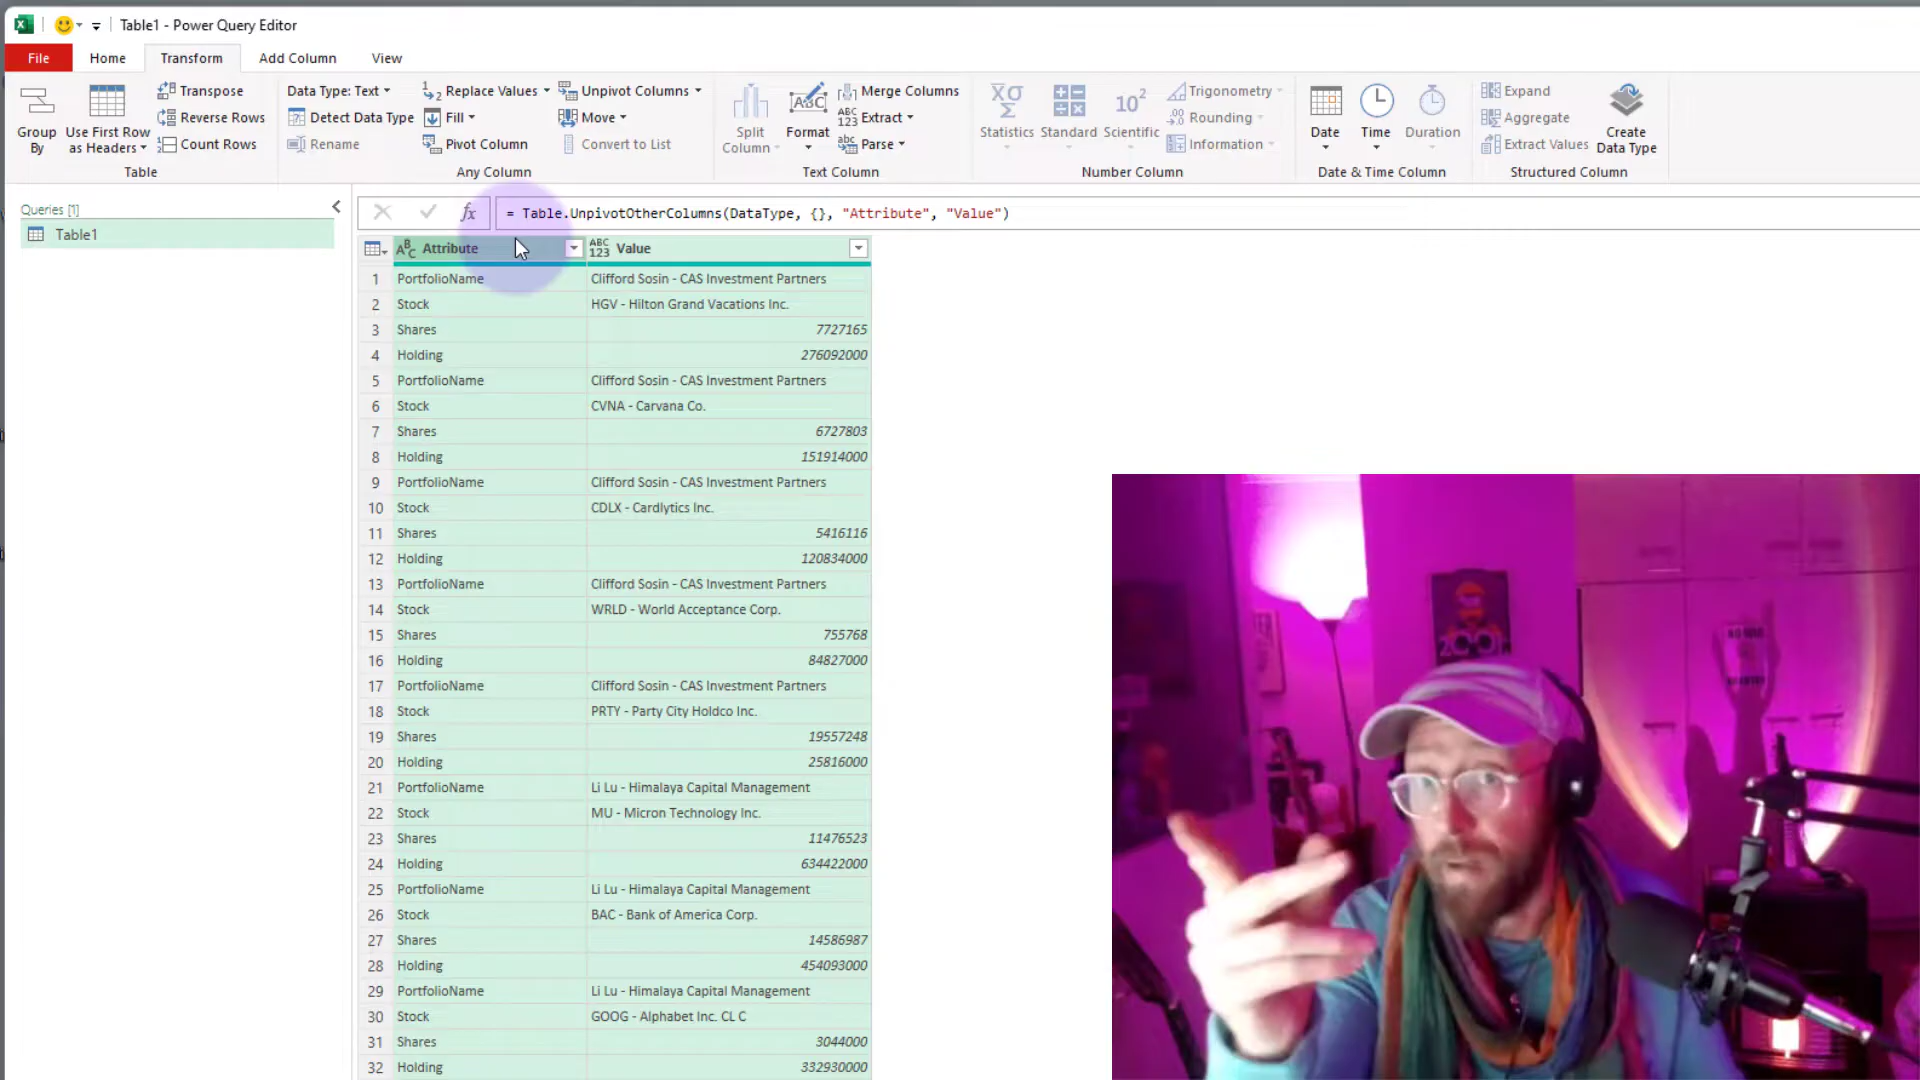 Table1 - Power Query Editor
File Home Transform Add Column View
Group By
Use First Row as Headers
Transpose
Reverse Rows
Count Rows
Table
Data Type: Text
Detect Data Type
Rename
Replace Values
Fill
Pivot Column
Unpivot Columns
Move
Convert to List
Any Column
Split Column
Format
ABC
Merge Columns
ABC 123 Extract
abc Parse
Text Column
XΣσ Statistics
Standard
10² Scientific
Trigonometry
Rounding
Information
Number Column
Date
Time
Duration
Date & Time Column
Expand
Aggregate
Extract Values
Create Data Type
Structured Column
Queries [1]
Table1
fx = Table.UnpivotOtherColumns(DataType, {}, "Attribute", "Value")
ABC Attribute ABC 123 Value
1 PortfolioName Clifford Sosin - CAS Investment Partners
2 Stock HGV - Hilton Grand Vacations Inc.
3 Shares 7727165
4 Holding 276092000
5 PortfolioName Clifford Sosin - CAS Investment Partners
6 Stock CVNA - Carvana Co.
7 Shares 6727803
8 Holding 151914000
9 PortfolioName Clifford Sosin - CAS Investment Partners
10 Stock CDLX - Cardlytics Inc.
11 Shares 5416116
12 Holding 120834000
13 PortfolioName Clifford Sosin - CAS Investment Partners
14 Stock WRLD - World Acceptance Corp.
15 Shares 755768
16 Holding 84827000
17 PortfolioName Clifford Sosin - CAS Investment Partners
18 Stock PRTY - Party City Holdco Inc.
19 Shares 19557248
20 Holding 25816000
21 PortfolioName Li Lu - Himalaya Capital Management
22 Stock MU - Micron Technology Inc.
23 Shares 11476523
24 Holding 634422000
25 PortfolioName Li Lu - Himalaya Capital Management
26 Stock BAC - Bank of America Corp.
27 Shares 14586987
28 Holding 454093000
29 PortfolioName Li Lu - Himalaya Capital Management
30 Stock GOOG - Alphabet Inc. CL C
31 Shares 3044000
32 Holding 332930000
2001